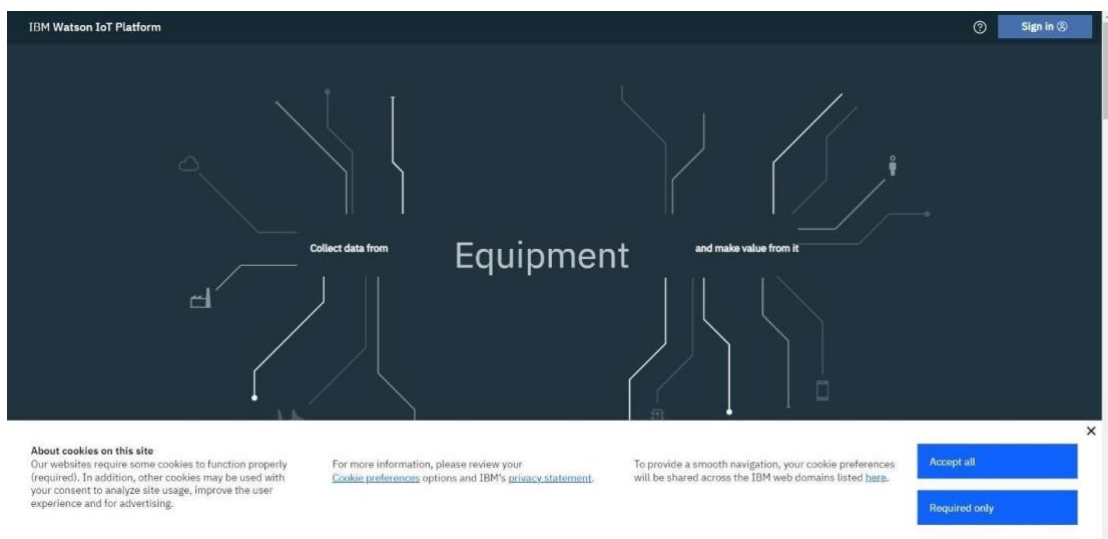 IBM Watson IoT Platform
Sign in
Collect data from
Equipment
and make value from it
About cookies on this site
Our websites require some cookies to function properly
(required). In addition, other cookies may be used with
your consent to analyze site usage, improve the user
experience and for advertising.
For more information, please review your
Cookie preferences options and IBM's privacy statement.
To provide a smooth navigation, your cookie preferences
will be shared across the IBM web domains listed here.
Accept all
Required only